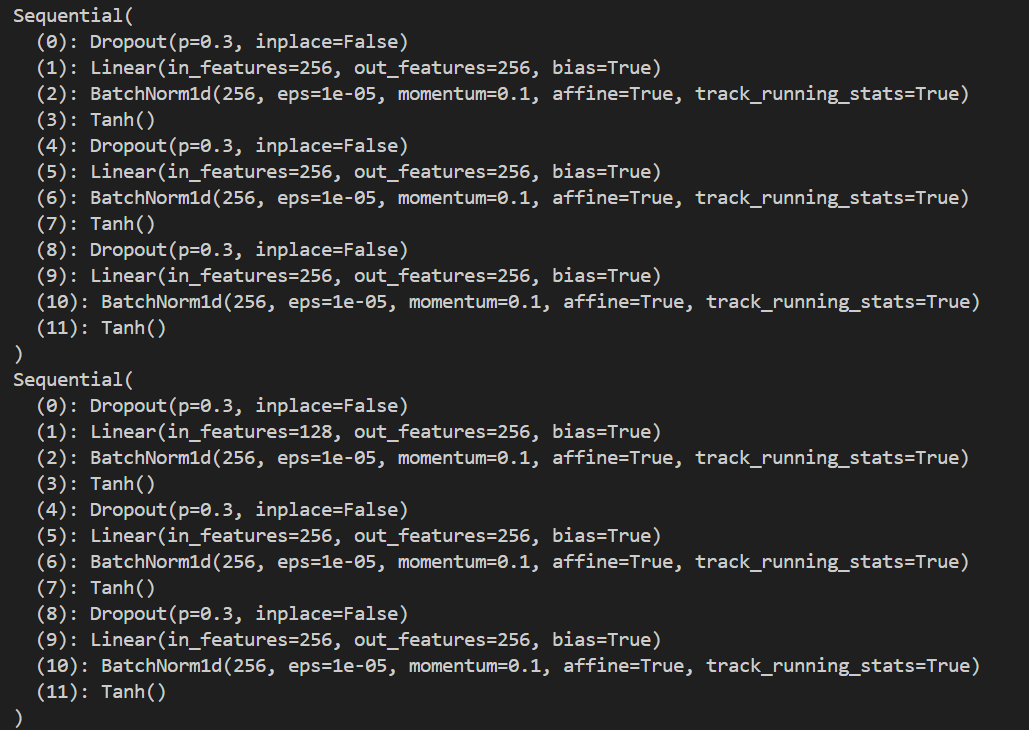 Sequential(
  (0): Dropout(p=0.3, inplace=False)
  (1): Linear(in_features=256, out_features=256, bias=True)
  (2): BatchNorm1d(256, eps=1e-05, momentum=0.1, affine=True, track_running_stats=True)
  (3): Tanh()
  (4): Dropout(p=0.3, inplace=False)
  (5): Linear(in_features=256, out_features=256, bias=True)
  (6): BatchNorm1d(256, eps=1e-05, momentum=0.1, affine=True, track_running_stats=True)
  (7): Tanh()
  (8): Dropout(p=0.3, inplace=False)
  (9): Linear(in_features=256, out_features=256, bias=True)
  (10): BatchNorm1d(256, eps=1e-05, momentum=0.1, affine=True, track_running_stats=True)
  (11): Tanh()
)
Sequential(
  (0): Dropout(p=0.3, inplace=False)
  (1): Linear(in_features=128, out_features=256, bias=True)
  (2): BatchNorm1d(256, eps=1e-05, momentum=0.1, affine=True, track_running_stats=True)
  (3): Tanh()
  (4): Dropout(p=0.3, inplace=False)
  (5): Linear(in_features=256, out_features=256, bias=True)
  (6): BatchNorm1d(256, eps=1e-05, momentum=0.1, affine=True, track_running_stats=True)
  (7): Tanh()
  (8): Dropout(p=0.3, inplace=False)
  (9): Linear(in_features=256, out_features=256, bias=True)
  (10): BatchNorm1d(256, eps=1e-05, momentum=0.1, affine=True, track_running_stats=True)
  (11): Tanh()
)